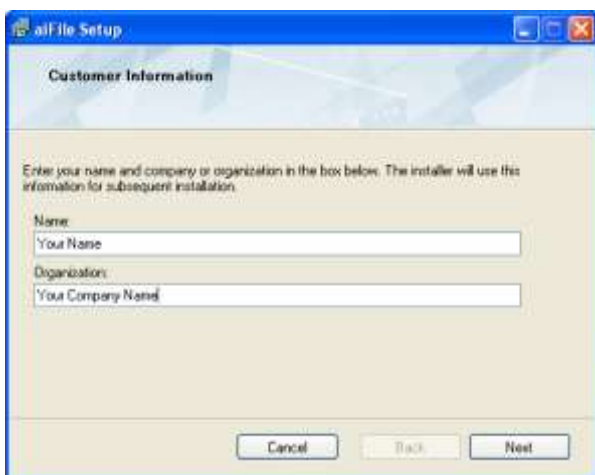 aiFile Setup
Customer Information
Enter your name and company or organization in the box below. The installer will use this
information for subsequent installation.
Name:
Your Name
Organization:
Your Company Name
Cancel
Back
Next